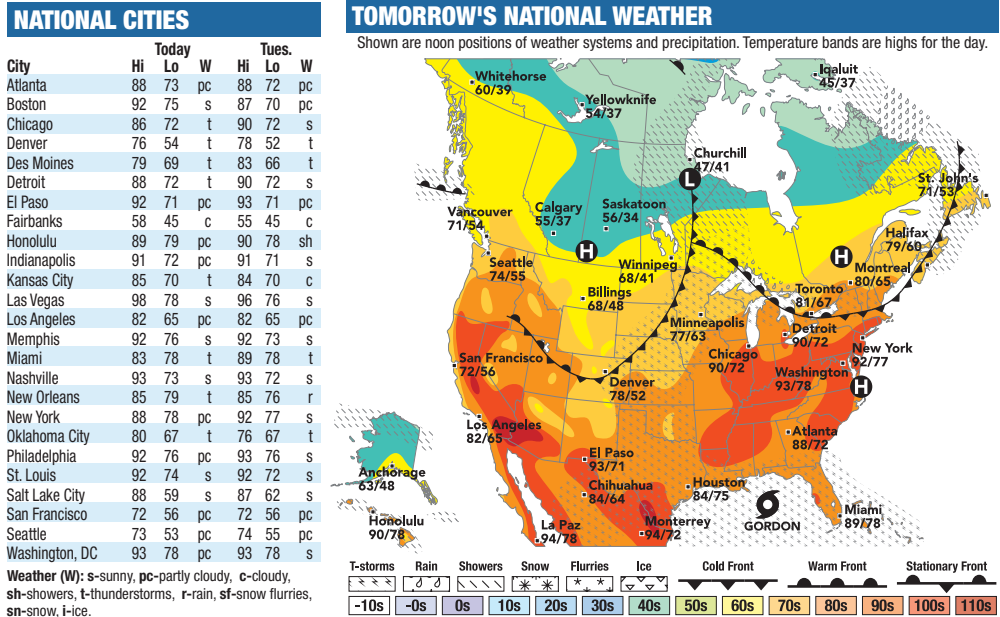 NATIONAL CITIES
Today Tues.
City Hi Lo W Hi Lo W
Atlanta 88 73 pc 88 72 pc
Boston 92 75 s 87 70 pc
Chicago 86 72 t 90 72 s
Denver 76 54 t 78 52 t
Des Moines 79 69 t 83 66 t
Detroit 88 72 t 90 72 s
El Paso 92 71 pc 93 71 pc
Fairbanks 58 45 c 55 45 c
Honolulu 89 79 pc 90 78 sh
Indianapolis 91 72 pc 91 71 s
Kansas City 85 70 t 84 70 c
Las Vegas 98 78 s 96 76 s
Los Angeles 82 65 pc 82 65 pc
Memphis 92 76 s 92 73 s
Miami 83 78 t 89 78 t
Nashville 93 73 s 93 72 s
New Orleans 85 79 t 85 76 r
New York 88 78 pc 92 77 s
Oklahoma City 80 67 t 76 67 t
Philadelphia 92 76 pc 93 76 s
St. Louis 92 74 s 92 72 s
Salt Lake City 88 59 s 87 62 s
San Francisco 72 56 pc 72 56 pc
Seattle 73 53 pc 74 55 pc
Washington, DC 93 78 pc 93 78 s
Weather (W): s-sunny, pc-partly cloudy, c-cloudy,
sh-showers, t-thunderstorms, r-rain, sf-snow flurries,
sn-snow, i-ice.
TOMORROW'S NATIONAL WEATHER
Shown are noon positions of weather systems and precipitation. Temperature bands are highs for the day.
Whitehorse
60/39
Iqaluit
45/37
Yellowknife
54/37
Churchill
47/41
L
St. John's
71/53
Vancouver
71/54
Calgary
55/37
Saskatoon
56/34
H
Halifax
79/60
H
Seattle
74/55
Winnipeg
68/41
Montreal
80/65
Billings
68/48
Toronto
81/67
Minneapolis
77/63
Detroit
90/72
San Francisco
72/56
Chicago
90/72
New York
92/77
Washington
93/78
H
Denver
78/52
Los Angeles
82/65
Atlanta
88/72
El Paso
93/71
Anchorage
63/48
Chihuahua
84/64
Houston
84/75
GORDON
Miami
89/78
Honolulu
90/78
La Paz
94/78
Monterrey
94/72
T-storms Rain Showers Snow Flurries Ice Cold Front Warm Front Stationary Front
-10s -0s 0s 10s 20s 30s 40s 50s 60s 70s 80s 90s 100s 110s